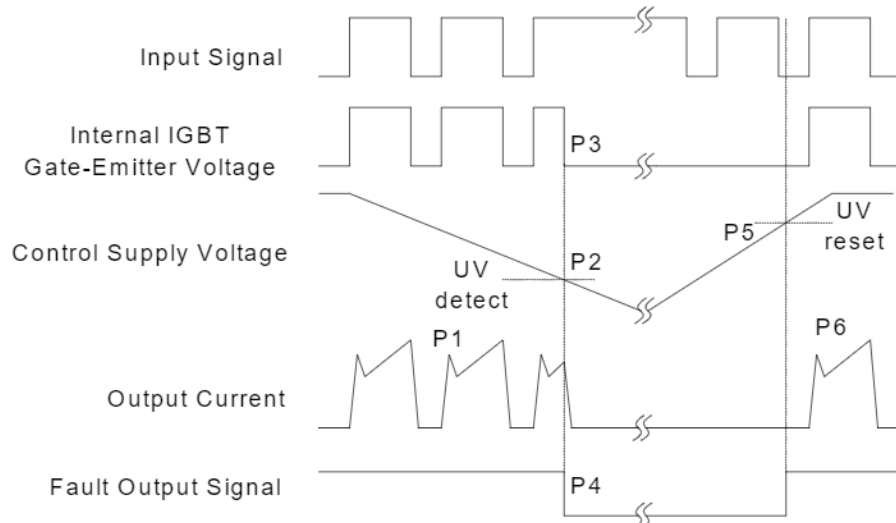 Input Signal
Internal IGBT
Gate-Emitter Voltage
P3
Control Supply Voltage
UV
detect
P2
P5
UV
reset
P1
P6
Output Current
Fault Output Signal
P4